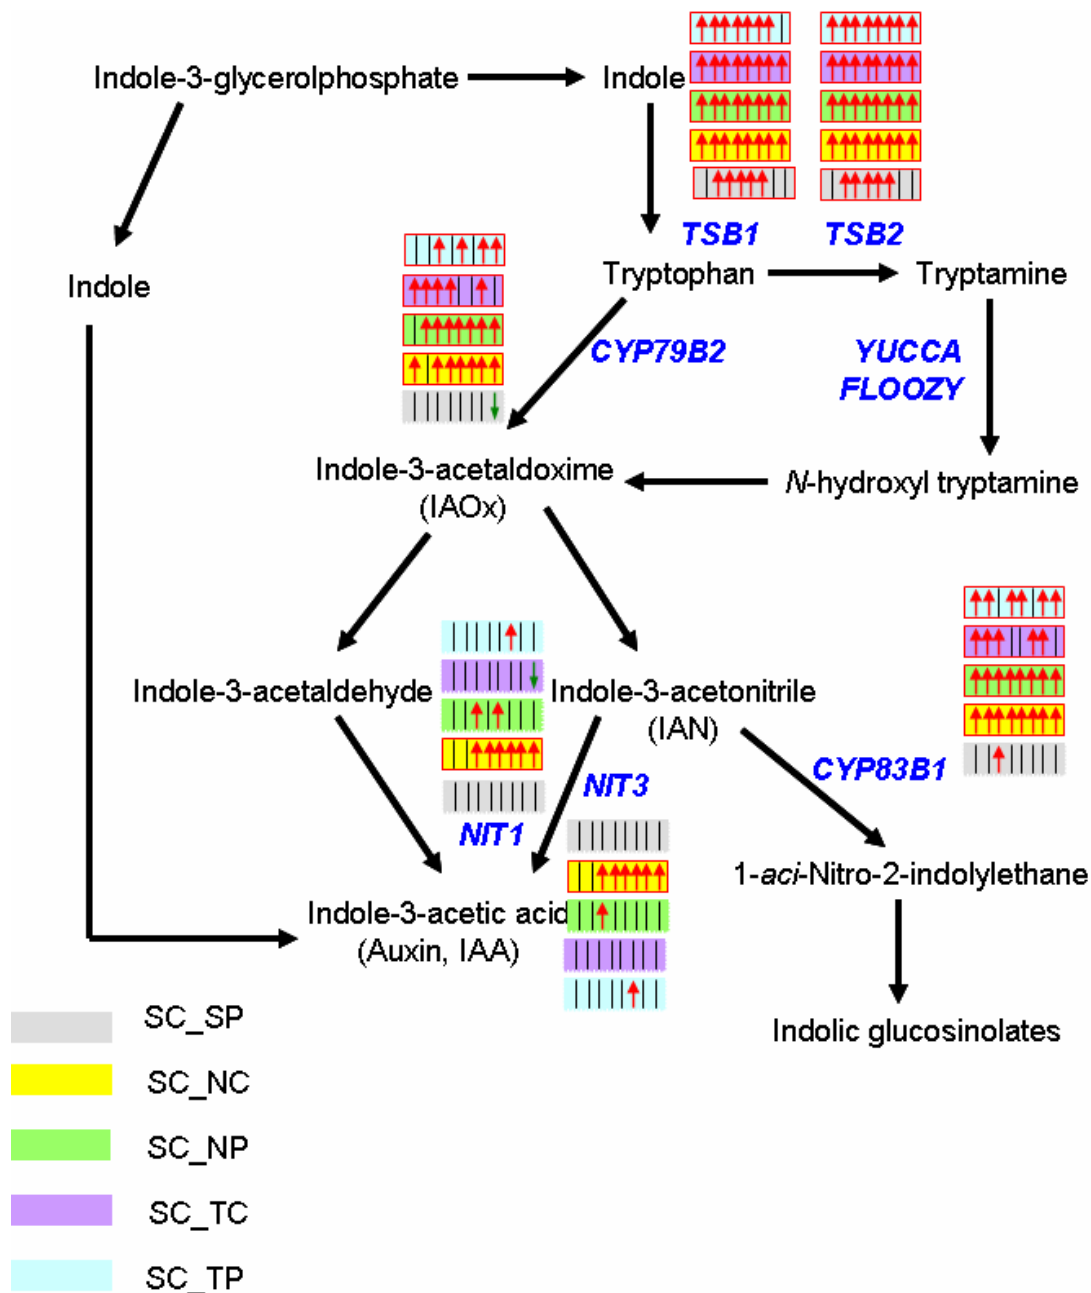 Indole-3-glycerolphosphate
Indole
TSB1
TSB2
Indole
Tryptophan
Tryptamine
CYP79B2
YUCCA
FLOOZY
Indole-3-acetaldoxime
(IAOx)
N-hydroxyl tryptamine
Indole-3-acetaldehyde
Indole-3-acetonitrile
(IAN)
CYP83B1
NIT3
NIT1
1-aci-Nitro-2-indolylethane
Indole-3-acetic acid
(Auxin, IAA)
Indolic glucosinolates
SC_SP
SC_NC
SC_NP
SC_TC
SC_TP